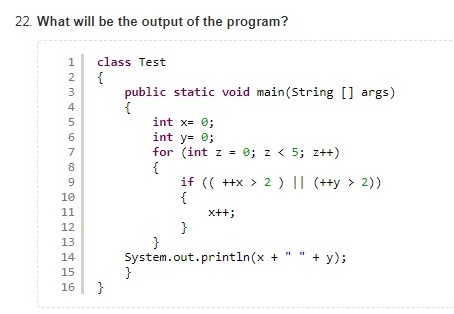 22. What will be the output of the program?
1 class Test
2 {
3 public static void main(String [] args)
4 {
5 int x= 0;
6 int y= 0;
7 for (int z = 0; z < 5; z++)
8 {
9 if (( ++x > 2 ) || (++y > 2))
10 {
11 x++;
12 }
13 }
14 System.out.println(x + " " + y);
15 }
16 }